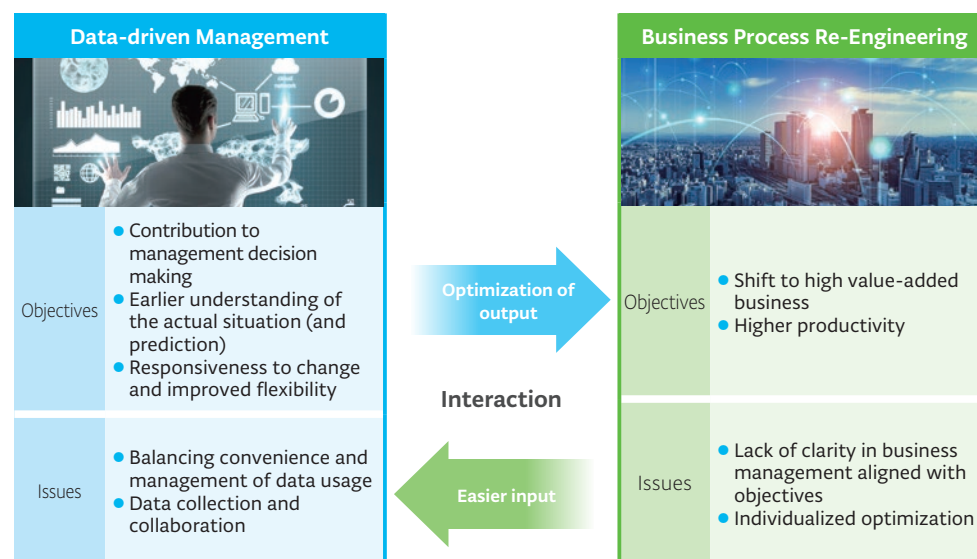 Data-driven Management
cloud
network
Objectives
● Contribution to
management decision
making
● Earlier understanding of
the actual situation (and
prediction)
● Responsiveness to change
and improved flexibility
Issues
● Balancing convenience and
management of data usage
● Data collection and
collaboration
Optimization of
output
Interaction
Easier input
Business Process Re-Engineering
Objectives
● Shift to high value-added
business
● Higher productivity
Issues
● Lack of clarity in business
management aligned with
objectives
● Individualized optimization